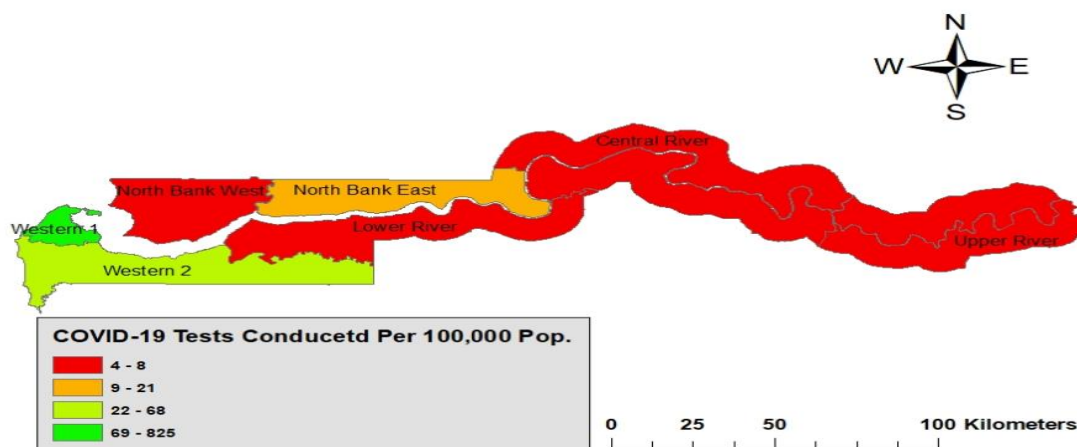 N
W E
S
Central River
North Bank West
North Bank East
Western 1
Lower River
Upper River
Western 2
COVID-19 Tests Conducetd Per 100,000 Pop.
4 - 8
9 - 21
22 - 68
69 - 825
0 25 50 100 Kilometers